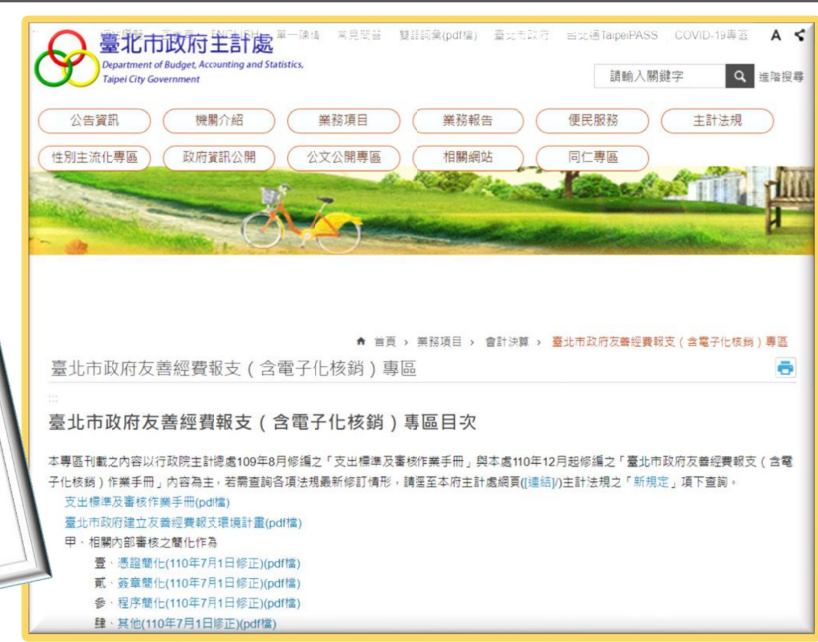 單一陳情 常見問答 雙語詞彙(pdf檔) 臺北市政府 台北通TaipeiPASS COVID-19專區 A
臺北市政府主計處
Department of Budget, Accounting and Statistics,
Taipei City Government
請輸入關鍵字 進階搜尋
公告資訊 機關介紹 業務項目 業務報告 便民服務 主計法規
性別主流化專區 政府資訊公開 公文公開專區 相關網站 同仁專區
首頁 › 業務項目 › 會計決算 › 臺北市政府友善經費報支(含電子化核銷)專區
臺北市政府友善經費報支(含電子化核銷)專區
:::
臺北市政府友善經費報支(含電子化核銷)專區目次
本專區刊載之內容以行政院主計總處109年8月修編之「支出標準及審核作業手冊」與本處110年12月起修編之「臺北市政府友善經費報支(含電
子化核銷)作業手冊」內容為主,若需查詢各項法規最新修訂情形,請逕至本府主計處網頁([連結]/)主計法規之「新規定」項下查詢。
支出標準及審核作業手冊(pdf檔)
臺北市政府建立友善經費報支環境計畫(pdf檔)
甲、相關內部審核之簡化作為
壹、憑證簡化(110年7月1日修正)(pdf檔)
貳、簽章簡化(110年7月1日修正)(pdf檔)
參、程序簡化(110年7月1日修正)(pdf檔)
肆、其他(110年7月1日修正)(pdf檔)